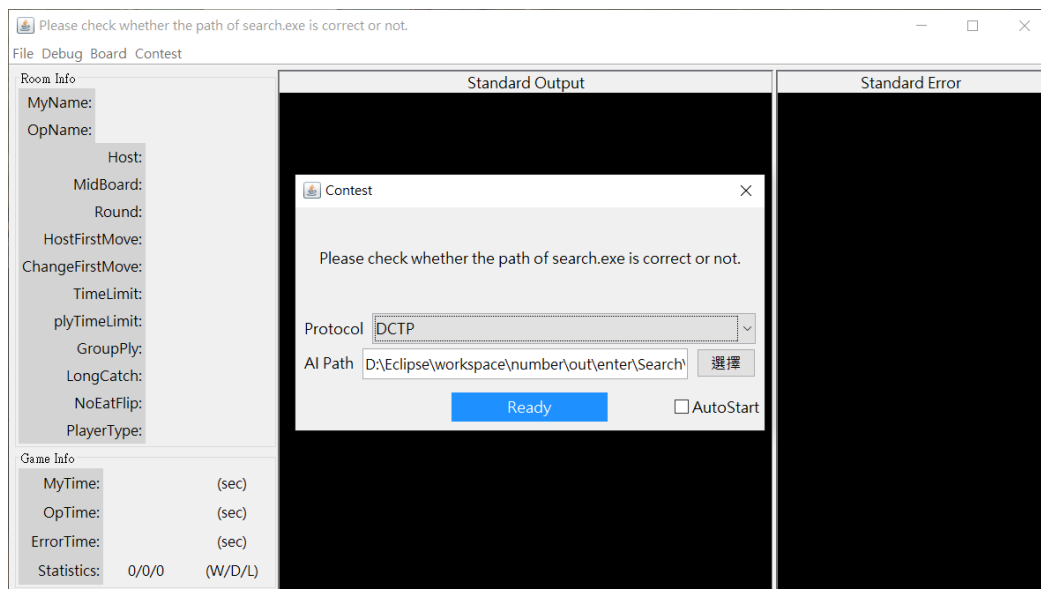 Please check whether the path of search.exe is correct or not.
File Debug Board Contest
Room Info
MyName:
OpName:
Host:
MidBoard:
Round:
HostFirstMove:
ChangeFirstMove:
TimeLimit:
plyTimeLimit:
GroupPly:
LongCatch:
NoEatFlip:
PlayerType:
Game Info
MyTime: (sec)
OpTime: (sec)
ErrorTime: (sec)
Statistics: 0/0/0 (W/D/L)
Standard Output
Standard Error
Contest
Please check whether the path of search.exe is correct or not.
Protocol DCTP
AI Path D:\Eclipse\workspace\number\out\enter\Search\ 選擇
Ready AutoStart